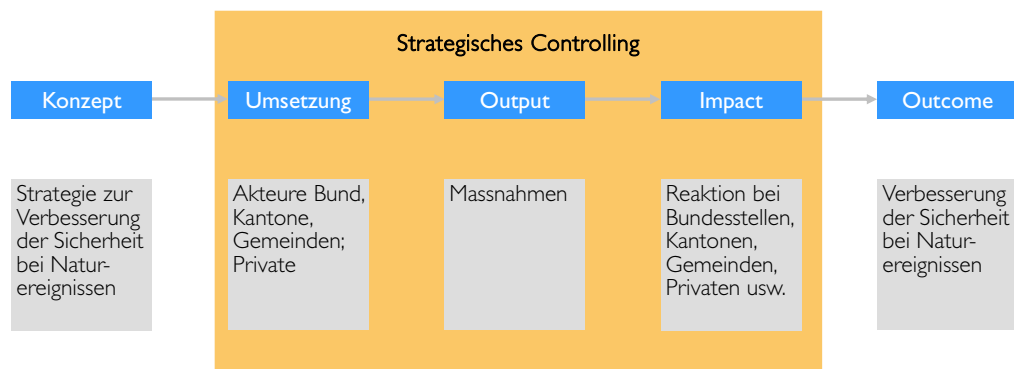 Strategisches Controlling
Konzept
Umsetzung
Output
Impact
Outcome
Strategie zur
Verbesserung
der Sicherheit
bei Natur-
ereignissen
Akteure Bund,
Kantone,
Gemeinden;
Private
Massnahmen
Reaktion bei
Bundesstellen,
Kantonen,
Gemeinden,
Privaten usw.
Verbesserung
der Sicherheit
bei Natur-
ereignissen